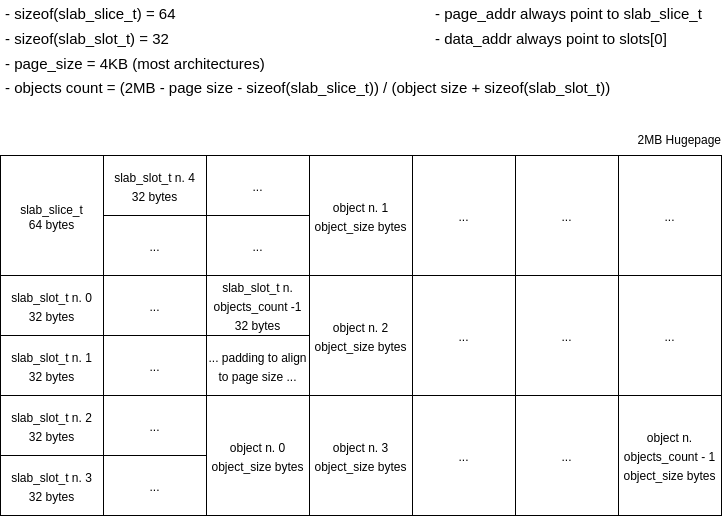 - sizeof(slab_slice_t) = 64
- page_addr always point to slab_slice_t
- sizeof(slab_slot_t) = 32
- data_addr always point to slots[0]
- page_size = 4KB (most architectures)
- objects count = (2MB - page size - sizeof(slab_slice_t)) / (object size + sizeof(slab_slot_t))
2MB Hugepage
slab_slice_t
64 bytes
slab_slot_t n. 0
32 bytes
slab_slot_t n. 1
32 bytes
slab_slot_t n. 2
32 bytes
slab_slot_t n. 3
32 bytes
slab_slot_t n. 4
32 bytes
...
...
...
...
...
...
...
slab_slot_t n.
objects_count -1
32 bytes
... padding to align
to page size ...
object n. 0
object_size bytes
object n. 1
object_size bytes
object n. 2
object_size bytes
object n. 3
object_size bytes
...
...
...
...
...
...
...
...
object n.
objects_count - 1
object_size bytes